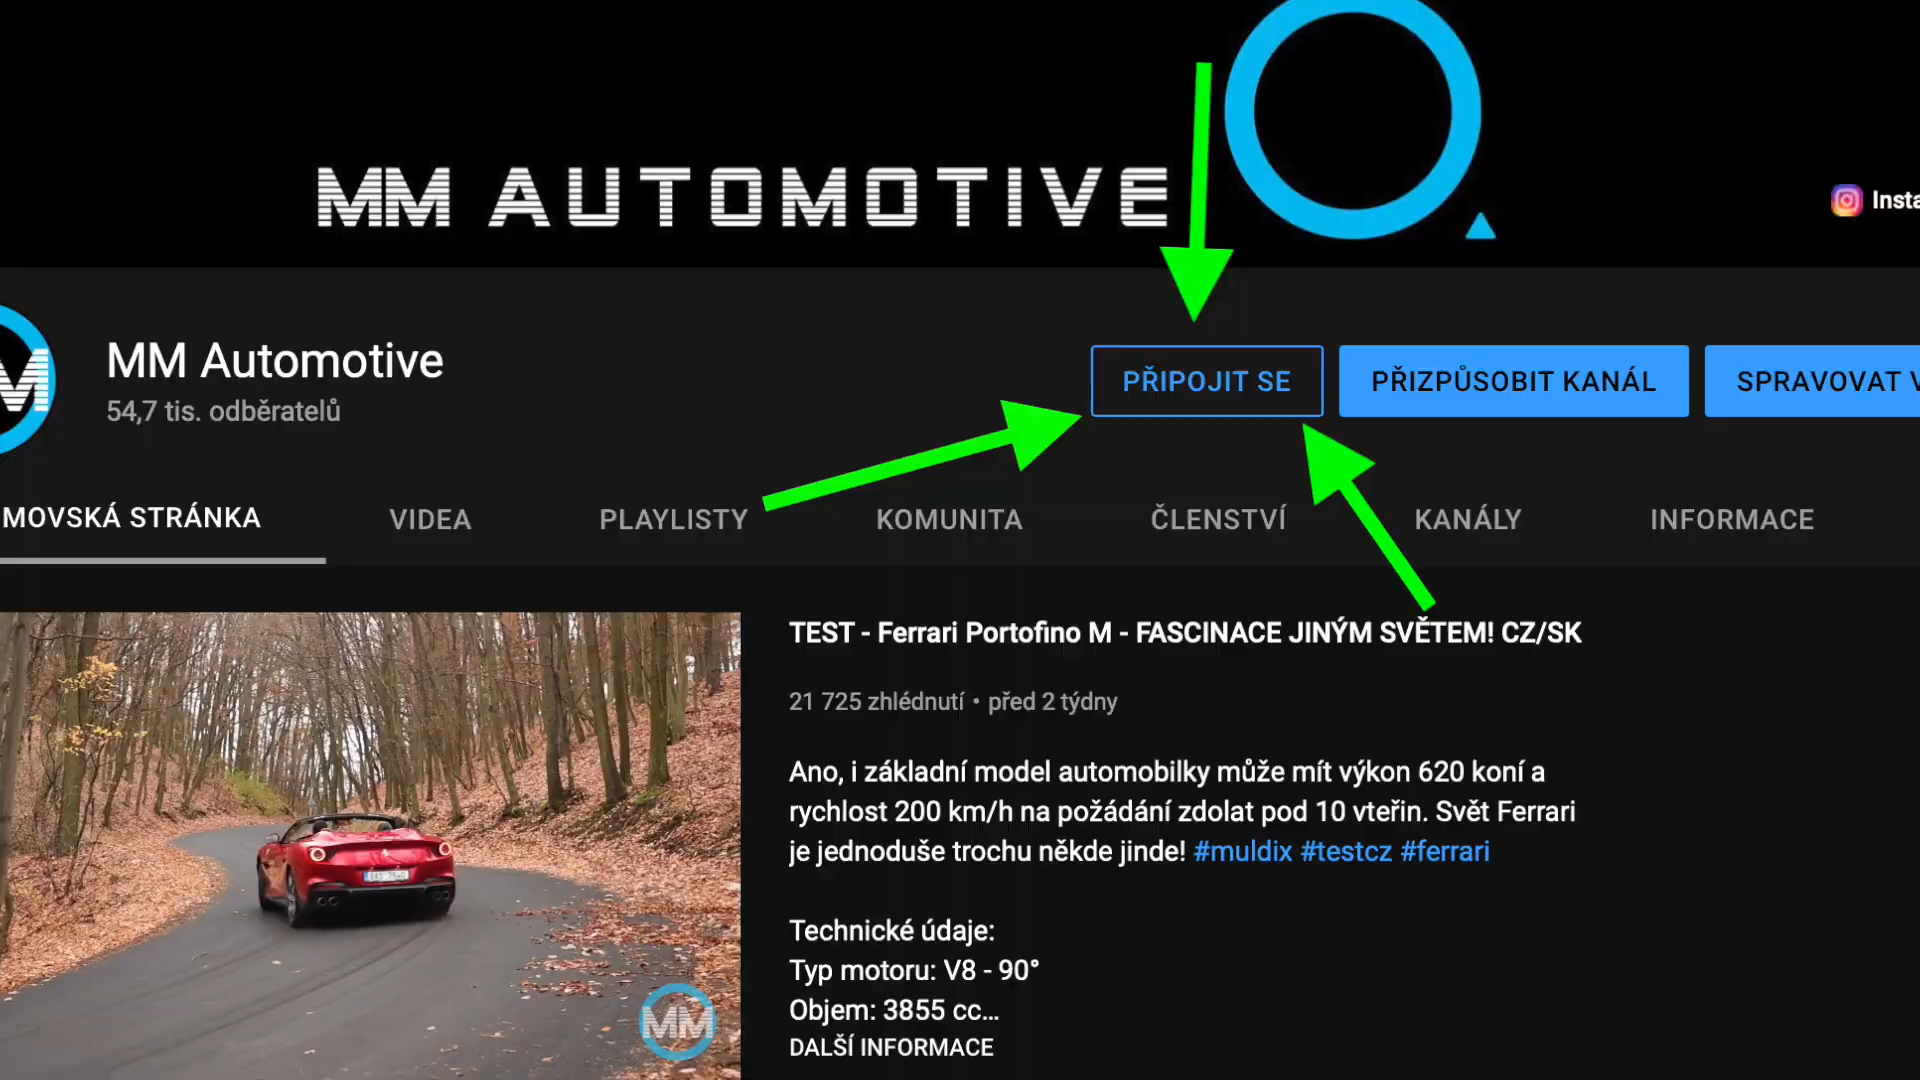 MM AUTOMOTIVE
Insta
MM Automotive
54,7 tis. odběratelů
PŘIPOJIT SE
PŘIZPŮSOBIT KANÁL
SPRAVOVAT V
MOVSKÁ STRÁNKA
VIDEA
PLAYLISTY
KOMUNITA
ČLENSTVÍ
KANÁLY
INFORMACE
TEST - Ferrari Portofino M - FASCINACE JINÝM SVĚTEM! CZ/SK
21 725 zhlédnutí • před 2 týdny
Ano, i základní model automobilky může mít výkon 620 koní a
rychlost 200 km/h na požádání zdolat pod 10 vteřin. Svět Ferrari
je jednoduše trochu někde jinde! #muldix #testcz #ferrari
Technické údaje:
Typ motoru: V8 - 90°
Objem: 3855 cc...
DALŠÍ INFORMACE
MM